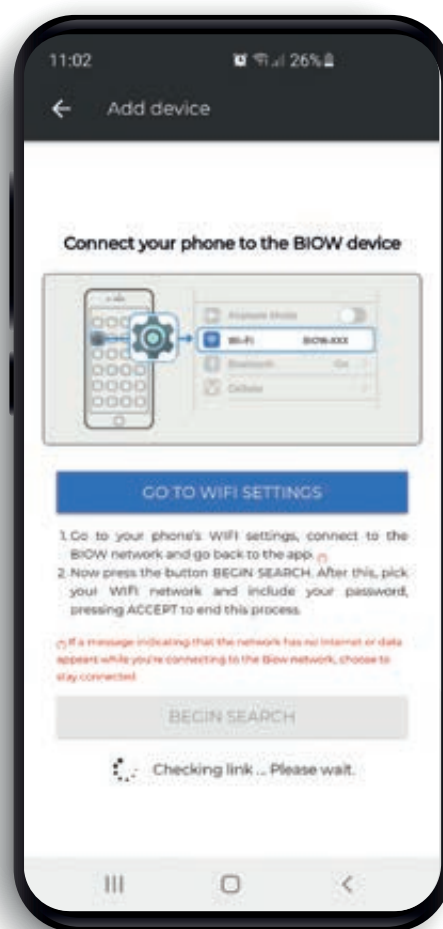 11:02
26%
Add device
Connect your phone to the BIOW device
Airplane Mode
Wi-Fi BIOW-XXX
Bluetooth On
Cellular
GO TO WIFI SETTINGS
1. Go to your phone's WIFI settings, connect to the
BIOW network and go back to the app.
2. Now press the button BEGIN SEARCH. After this, pick
your WIFI network and include your password,
pressing ACCEPT to end this process.
If a message indicating that the network has no internet or data
appears while you're connecting to the Biow network, choose to
stay connected.
BEGIN SEARCH
Checking link ... Please wait.